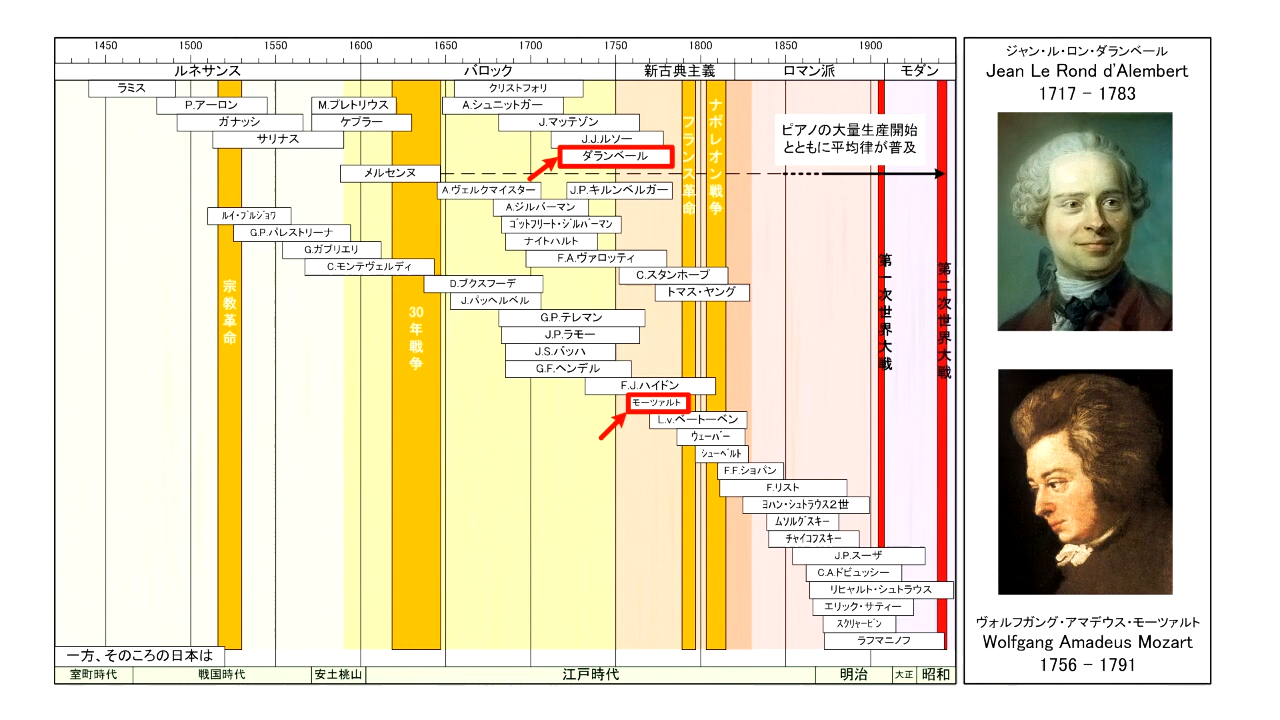 1450 1500 1550 1600 1650 1700 1750 1800 1850 1900
ルネサンス バロック 新古典主義 ロマン派 モダン
ラミス
クリストフォリ
P.アーロン
M.プレトリウス
A.シュニットガー
ガナッシ
ケプラー
J.マッテゾン
サリナス
J.J.ルソー
ダランベール
メルセンヌ
A.ヴェルクマイスター
J.P.キルンベルガー
A.ジルバーマン
ルイ・ブルジョワ
ゴットフリート・ジルバーマン
G.P.パレストリーナ
ナイトハルト
G.ガブリエリ
F.A.ヴァロッティ
C.モンテヴェルディ
C.スタンホープ
D.ブクスフーデ
トマス・ヤング
J.パッヘルベル
G.P.テレマン
J.P.ラモー
J.S.バッハ
G.F.ヘンデル
F.J.ハイドン
モーツァルト
L.v.ベートーベン
ウェーバー
シューベルト
F.F.ショパン
F.リスト
ヨハン・シュトラウス2世
ムソルグスキー
チャイコフスキー
J.P.スーザ
C.A.ドビュッシー
リヒャルト・シュトラウス
エリック・サティー
スクリャービン
ラフマニノフ
宗教革命
30年戦争
フランス革命
ナポレオン戦争
第一次世界大戦
第二次世界大戦
ピアノの大量生産開始
とともに平均律が普及
一方、そのころの日本は
室町時代 戦国時代 安土桃山 江戸時代 明治 大正 昭和
ジャン・ル・ロン・ダランベール
Jean Le Rond d'Alembert
1717 - 1783
ヴォルフガング・アマデウス・モーツァルト
Wolfgang Amadeus Mozart
1756 - 1791